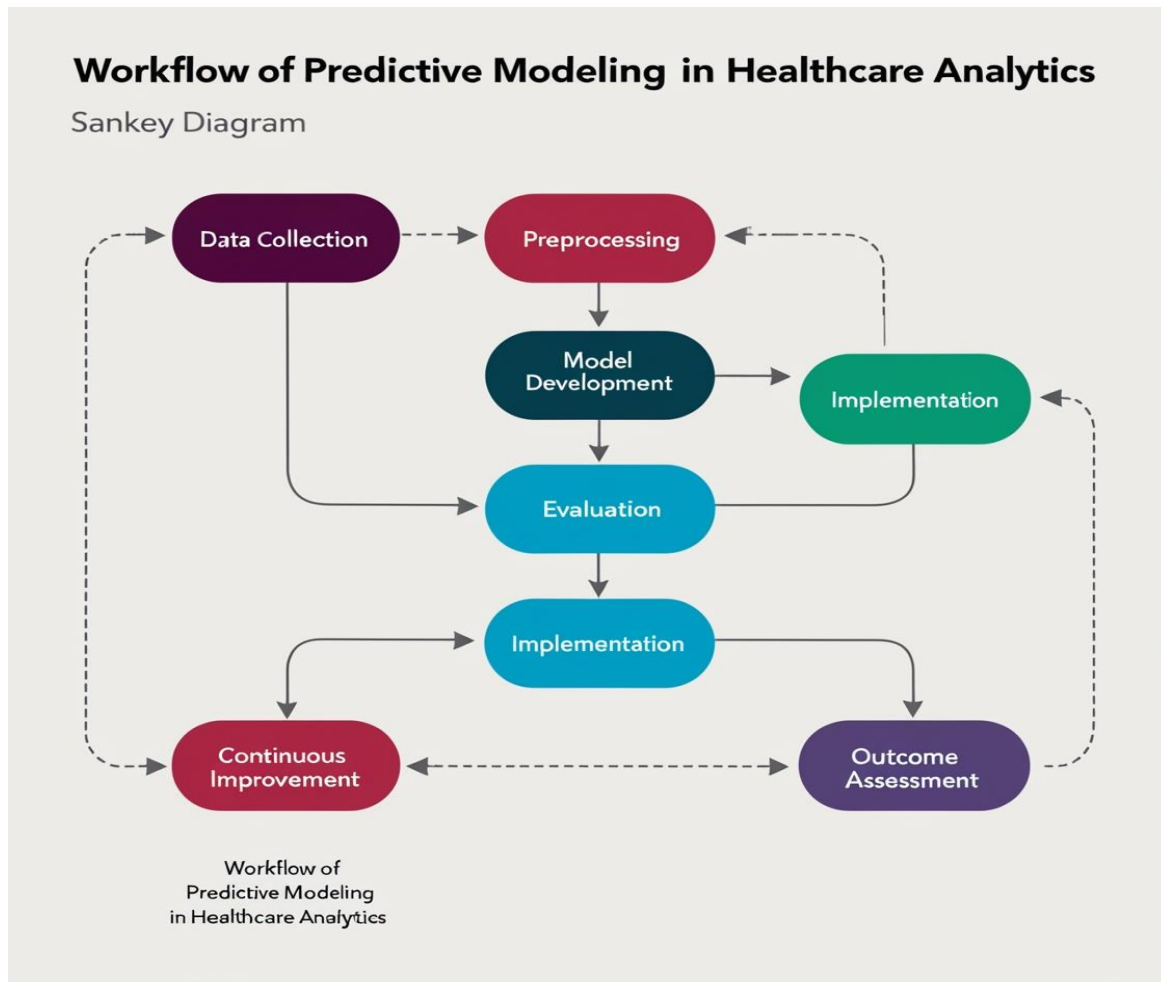 Workflow of Predictive Modeling in Healthcare Analytics
Sankey Diagram
Data Collection
Preprocessing
Model
Development
Implementation
Evaluation
Implementation
Continuous
Improvement
Outcome
Assessment
Workflow of
Predictive Modeling
in Healthcare Analytics